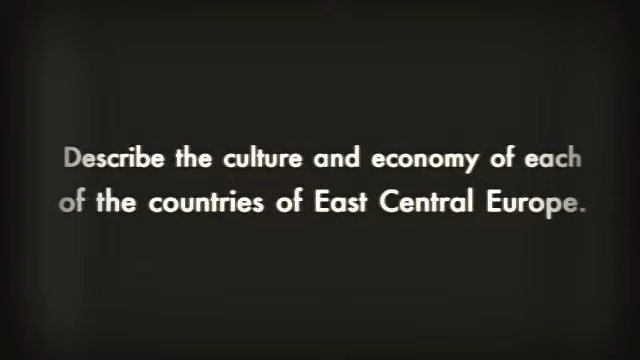 Describe the culture and economy of each
of the countries of East Central Europe.